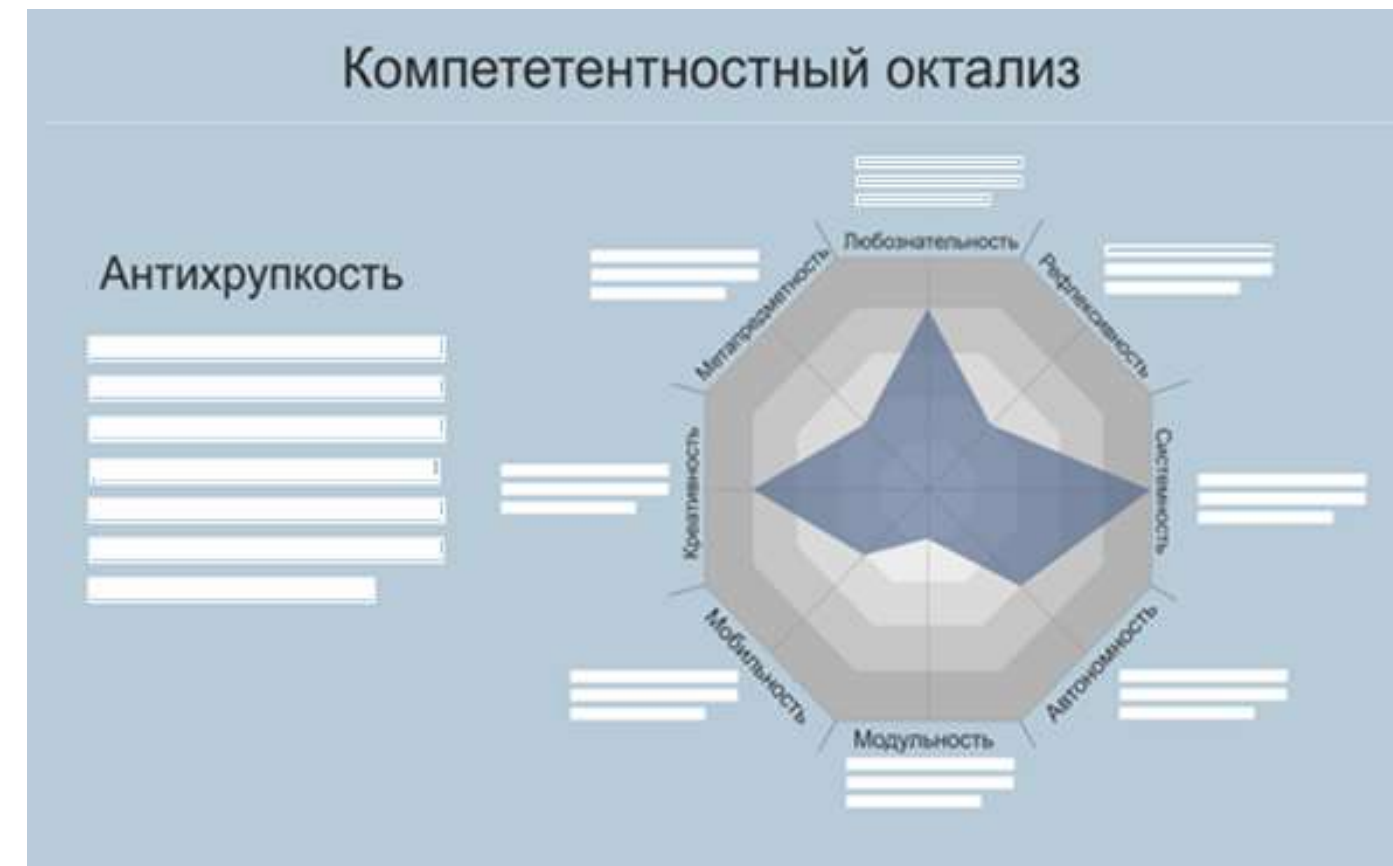 Компететентностный октализ
Антихрупкость
Любознательность
Рефлексивность
Системность
Автономность
Модульность
Мобильность
Креативность
Метапредметность